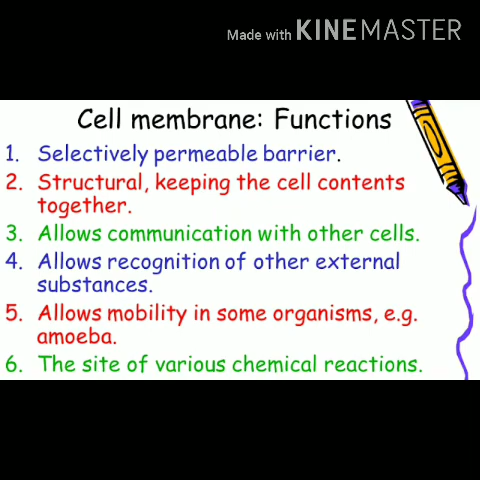 Made with KINEMASTER
Cell membrane: Functions
1. Selectively permeable barrier.
2. Structural, keeping the cell contents
together.
3. Allows communication with other cells.
4. Allows recognition of other external
substances.
5. Allows mobility in some organisms, e.g.
amoeba.
6. The site of various chemical reactions.